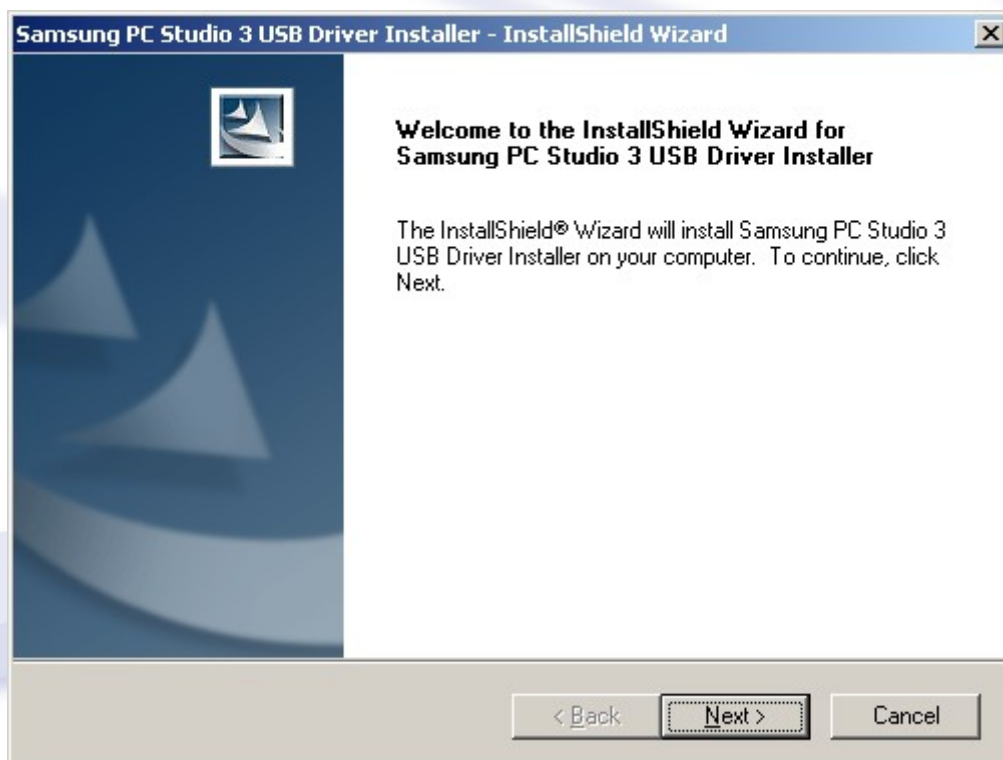 Samsung PC Studio 3 USB Driver Installer - InstallShield Wizard
Welcome to the InstallShield Wizard for
Samsung PC Studio 3 USB Driver Installer
The InstallShield® Wizard will install Samsung PC Studio 3
USB Driver Installer on your computer. To continue, click
Next.
< Back Next > Cancel